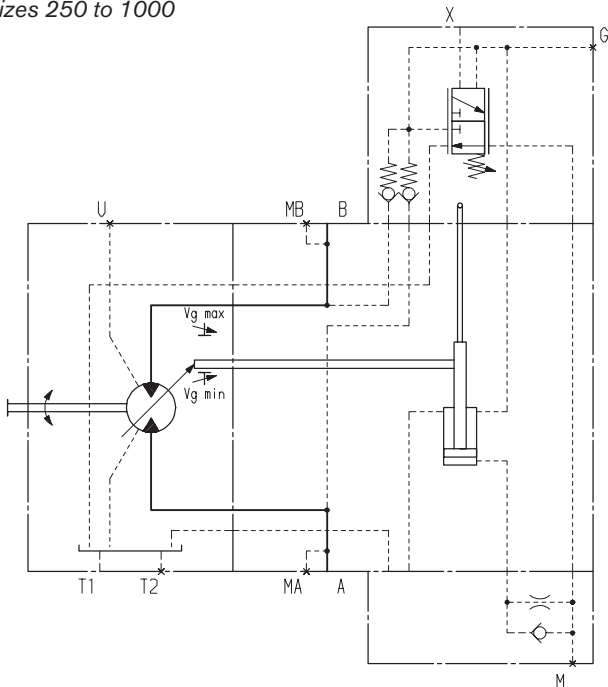 izes 250 to 1000
X
G
U
MB B
Vg max
Vg min
T1 T2 MA A
M